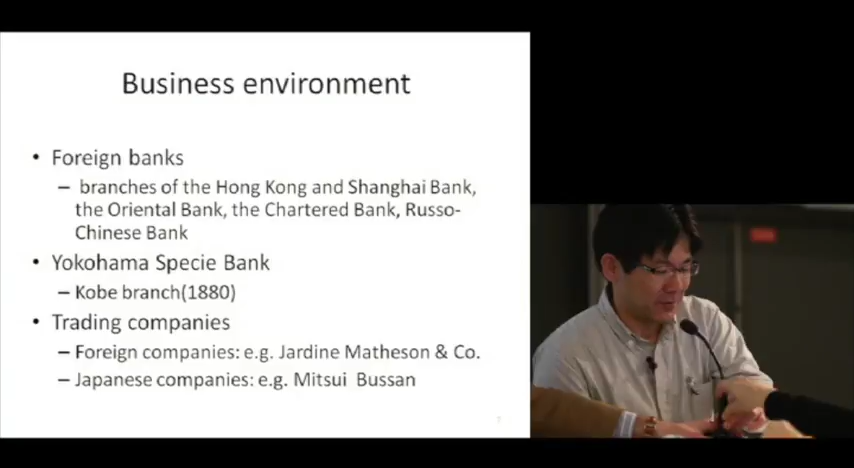 Business environment
• Foreign banks
– branches of the Hong Kong and Shanghai Bank,
the Oriental Bank, the Chartered Bank, Russo-
Chinese Bank
• Yokohama Specie Bank
– Kobe branch(1880)
• Trading companies
– Foreign companies: e.g. Jardine Matheson & Co.
– Japanese companies: e.g. Mitsui Bussan